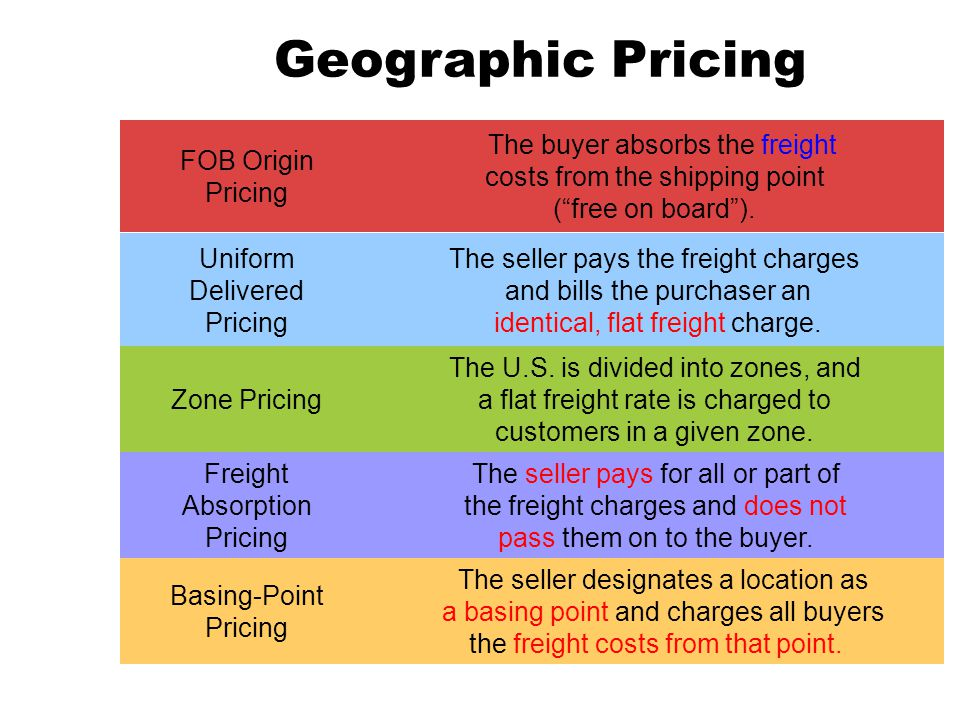 Geographic Pricing
FOB Origin
Pricing
The buyer absorbs the freight
costs from the shipping point
(“free on board”).
Uniform
Delivered
Pricing
The seller pays the freight charges
and bills the purchaser an
identical, flat freight charge.
Zone Pricing
The U.S. is divided into zones, and
a flat freight rate is charged to
customers in a given zone.
Freight
Absorption
Pricing
The seller pays for all or part of
the freight charges and does not
pass them on to the buyer.
Basing-Point
Pricing
The seller designates a location as
a basing point and charges all buyers
the freight costs from that point.